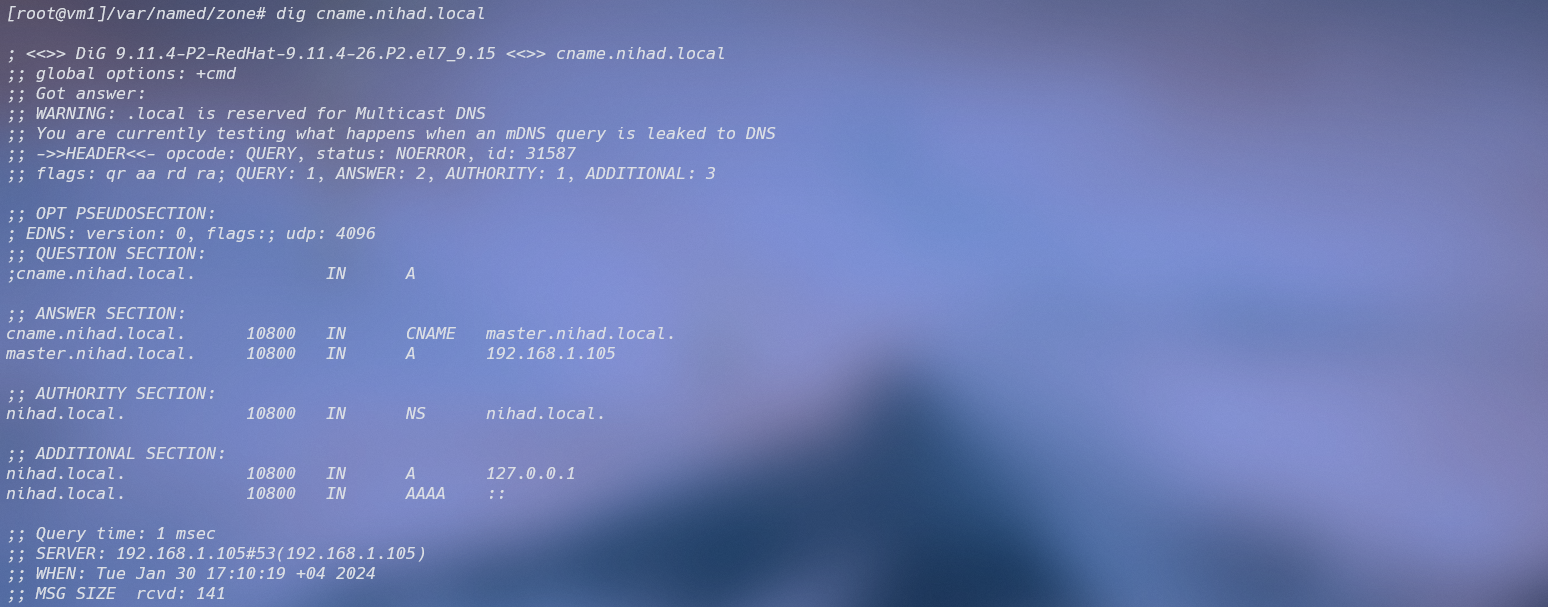 [root@vm1]/var/named/zone# dig cname.nihad.local
; <<>> DiG 9.11.4-P2-RedHat-9.11.4-26.P2.el7_9.15 <<>> cname.nihad.local
;; global options: +cmd
;; Got answer:
;; WARNING: .local is reserved for Multicast DNS
;; You are currently testing what happens when an mDNS query is leaked to DNS
;; ->>HEADER<<- opcode: QUERY, status: NOERROR, id: 31587
;; flags: qr aa rd ra; QUERY: 1, ANSWER: 2, AUTHORITY: 1, ADDITIONAL: 3
;; OPT PSEUDOSECTION:
; EDNS: version: 0, flags:; udp: 4096
;; QUESTION SECTION:
;cname.nihad.local. IN A
;; ANSWER SECTION:
cname.nihad.local. 10800 IN CNAME master.nihad.local.
master.nihad.local. 10800 IN A 192.168.1.105
;; AUTHORITY SECTION:
nihad.local. 10800 IN NS nihad.local.
;; ADDITIONAL SECTION:
nihad.local. 10800 IN A 127.0.0.1
nihad.local. 10800 IN AAAA ::
;; Query time: 1 msec
;; SERVER: 192.168.1.105#53(192.168.1.105)
;; WHEN: Tue Jan 30 17:10:19 +04 2024
;; MSG SIZE rcvd: 141